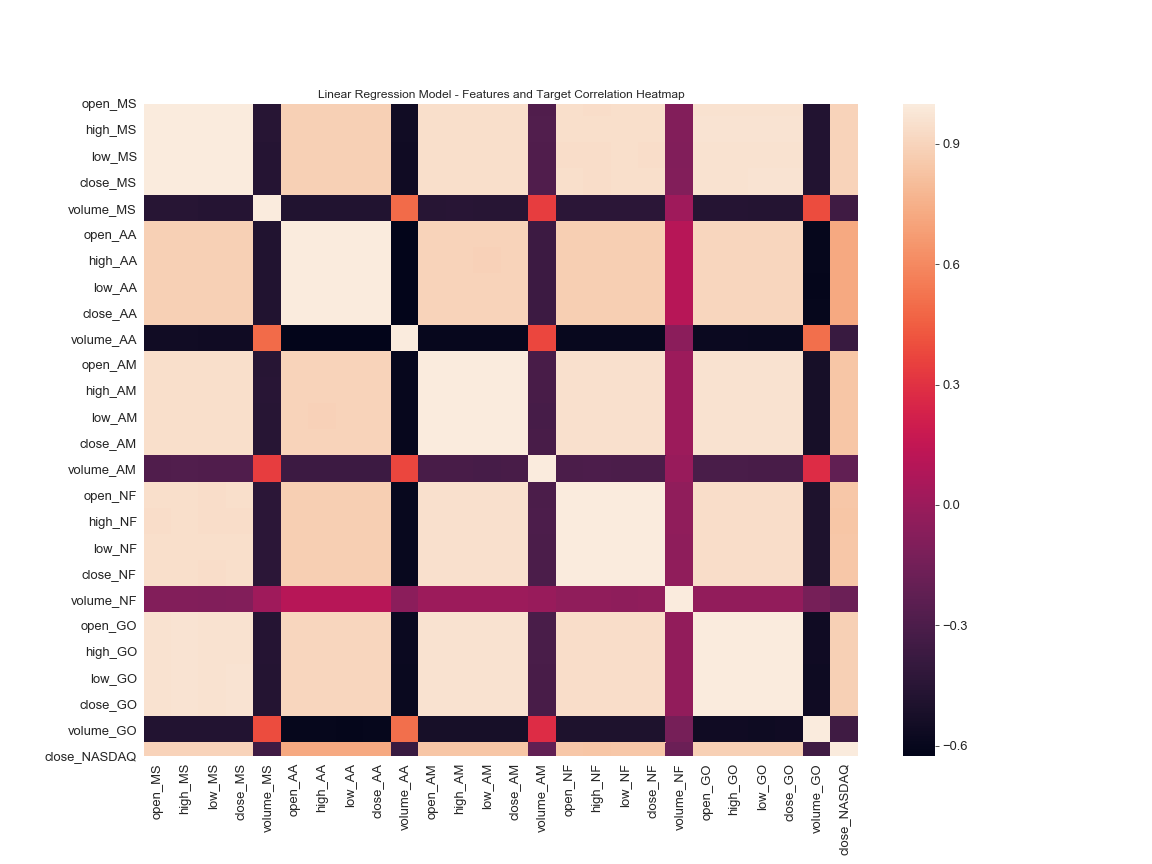 Linear Regression Model - Features and Target Correlation Heatmap
open_MS
high_MS
low_MS
close_MS
volume_MS
open_AA
high_AA
low_AA
close_AA
volume_AA
open_AM
high_AM
low_AM
close_AM
volume_AM
open_NF
high_NF
low_NF
close_NF
volume_NF
open_GO
high_GO
low_GO
close_GO
volume_GO
close_NASDAQ
open_MS
high_MS
low_MS
close_MS
volume_MS
open_AA
high_AA
low_AA
close_AA
volume_AA
open_AM
high_AM
low_AM
close_AM
volume_AM
open_NF
high_NF
low_NF
close_NF
volume_NF
open_GO
high_GO
low_GO
close_GO
volume_GO
close_NASDAQ
0.9
0.6
0.3
0.0
−0.3
−0.6